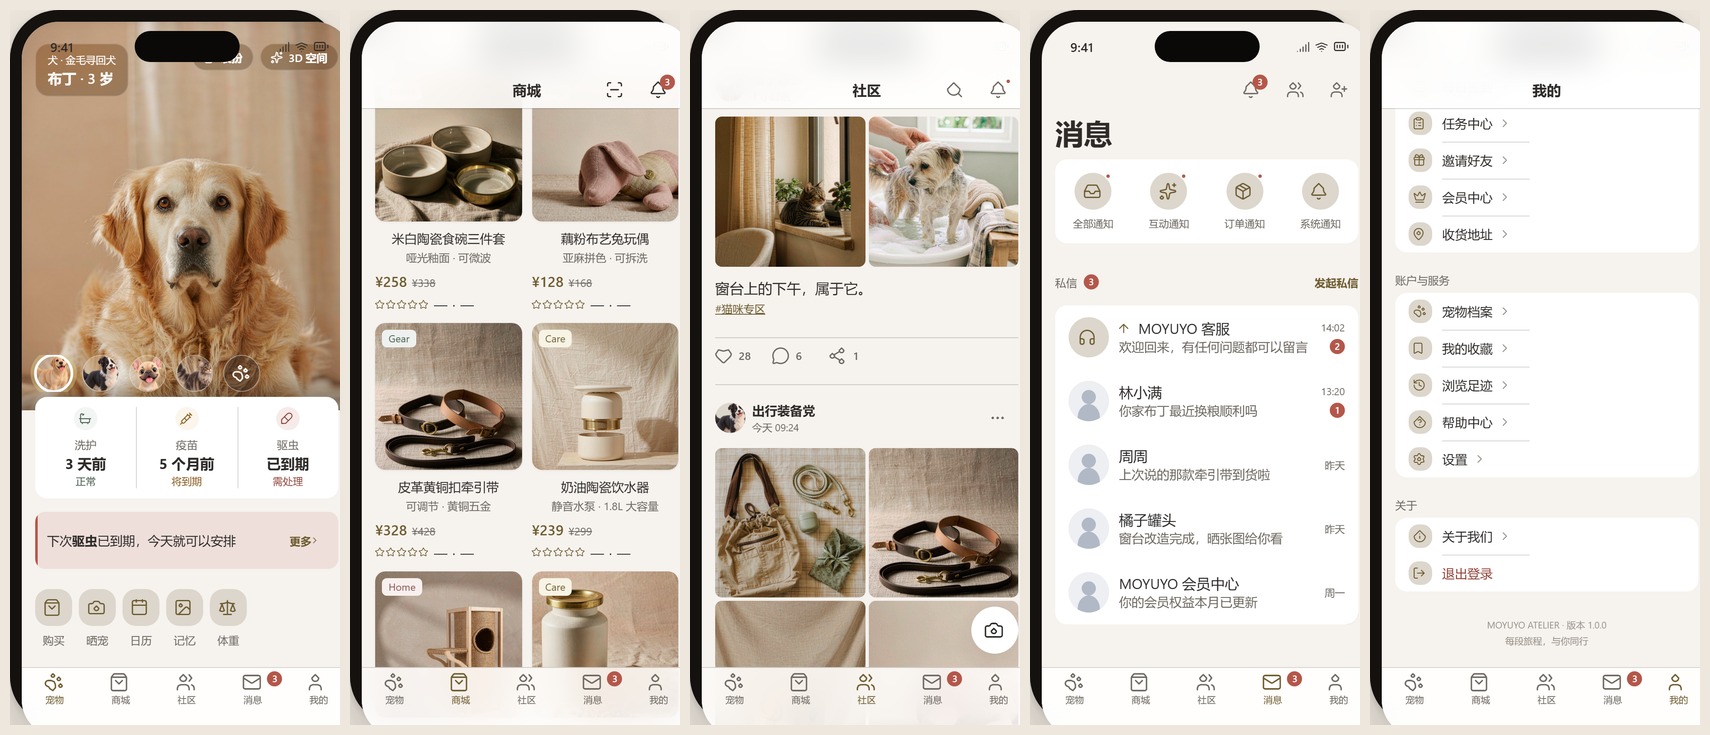 9:41
犬 · 金毛寻回犬
布丁 · 3 岁
3D 空间
洗护
3 天前
正常
疫苗
5 个月前
将到期
驱虫
已到期
需处理
下次驱虫已到期，今天就可以安排
更多
购买
晒宠
日历
记忆
体重
宠物
商城
社区
消息
3
我的
商城
3
米白陶瓷食碗三件套
哑光釉面 · 可微波
¥258 ¥338
— · —
藕粉布艺兔玩偶
亚麻拼色 · 可拆洗
¥128 ¥168
— · —
Gear
皮革黄铜扣牵引带
可调节 · 黄铜五金
¥328 ¥428
— · —
Care
奶油陶瓷饮水器
静音水泵 · 1.8L 大容量
¥239 ¥299
— · —
Home
Care
宠物
商城
社区
消息
3
我的
社区
窗台上的下午，属于它。
#猫咪专区
28
6
1
出行装备党
今天 09:24
宠物
商城
社区
消息
3
我的
9:41
3
消息
全部通知
互动通知
订单通知
系统通知
私信 3
发起私信
MOYUYO 客服
14:02
欢迎回来，有任何问题都可以留言
2
林小满
13:20
你家布丁最近换粮顺利吗
1
周周
上次说的那款牵引带到货啦
昨天
橘子罐头
窗台改造完成，晒张图给你看
昨天
MOYUYO 会员中心
你的会员权益本月已更新
周一
宠物
商城
社区
消息
3
我的
我的
任务中心
邀请好友
会员中心
收货地址
账户与服务
宠物档案
我的收藏
浏览足迹
帮助中心
设置
关于
关于我们
退出登录
MOYUYO ATELIER · 版本 1.0.0
每段旅程，与你同行
宠物
商城
社区
消息
3
我的